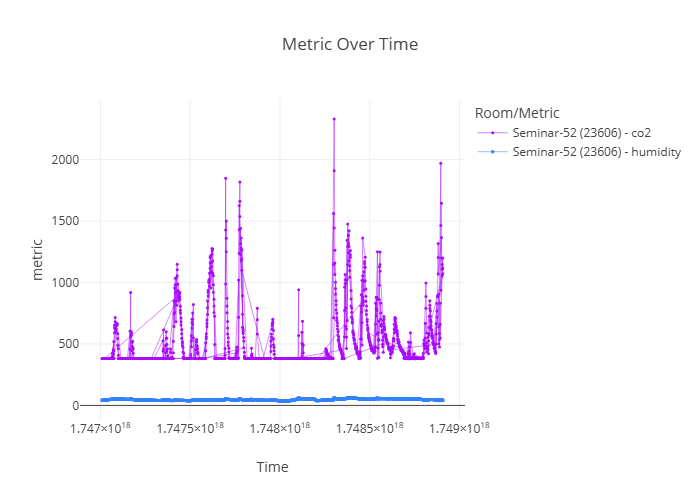 Metric Over Time
Room/Metric
Seminar-52 (23606) - co2
Seminar-52 (23606) - humidity
metric
2000
1500
1000
500
0
1.747×10¹⁸ 1.7475×10¹⁸ 1.748×10¹⁸ 1.7485×10¹⁸ 1.749×10¹⁸
Time